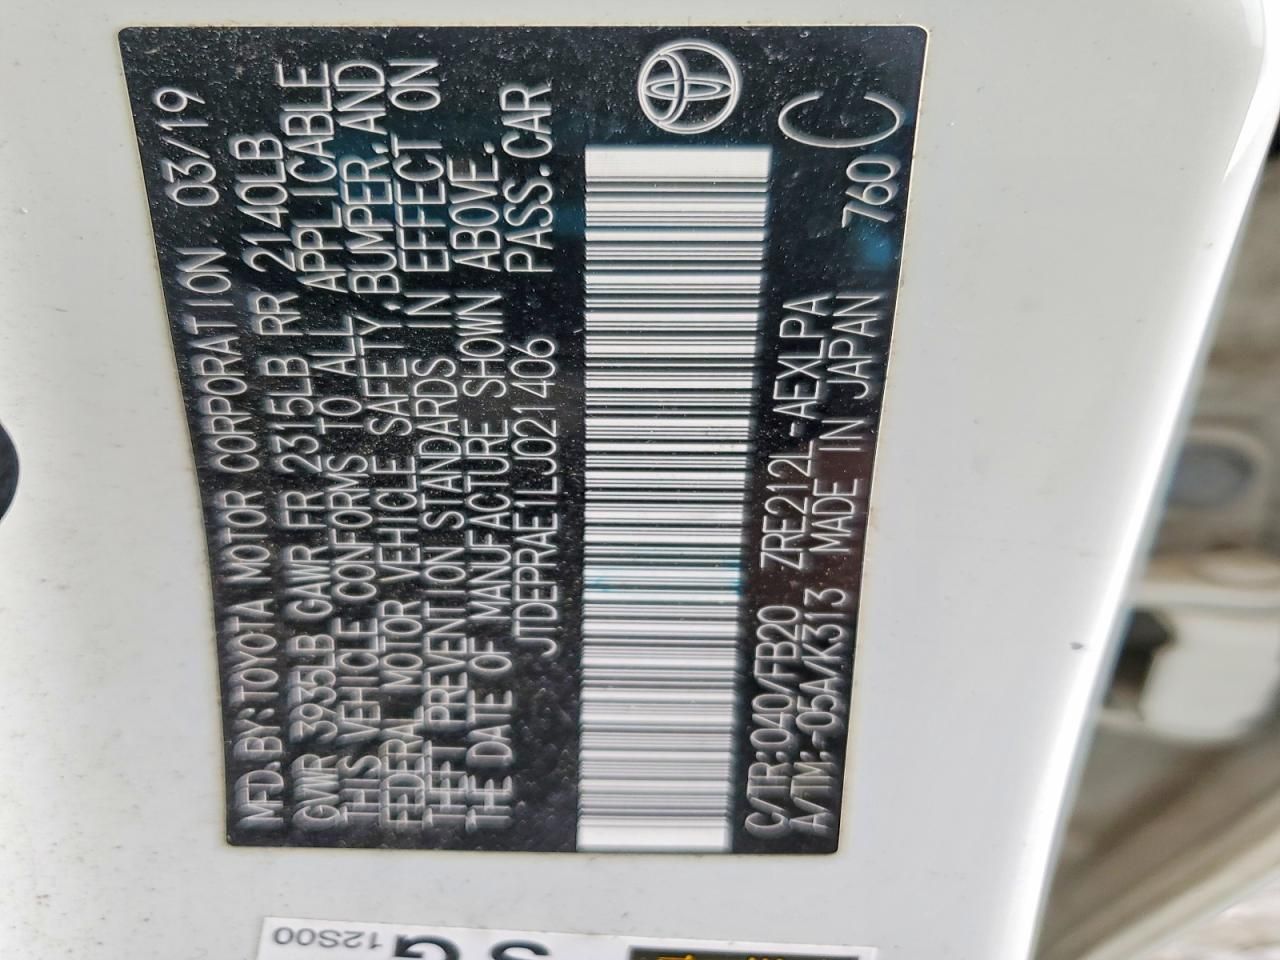 MFD.BY:TOYOTA MOTOR CORPORATION 03/19
GVWR 3935LB GAWR FR 2315LB RR 2140LB
THIS VEHICLE CONFORMS TO ALL APPLICABLE
FEDERAL MOTOR VEHICLE SAFETY,BUMPER,AND
THEFT PREVENTION STANDARDS IN EFFECT ON
THE DATE OF MANUFACTURE SHOWN ABOVE.
JTDEPRAE1LJ021406 PASS.CAR
C/TR:040/FB20 ZRE212L-AEXLPA
A/TM:-05A/K313 MADE IN JAPAN 760 C
12S00